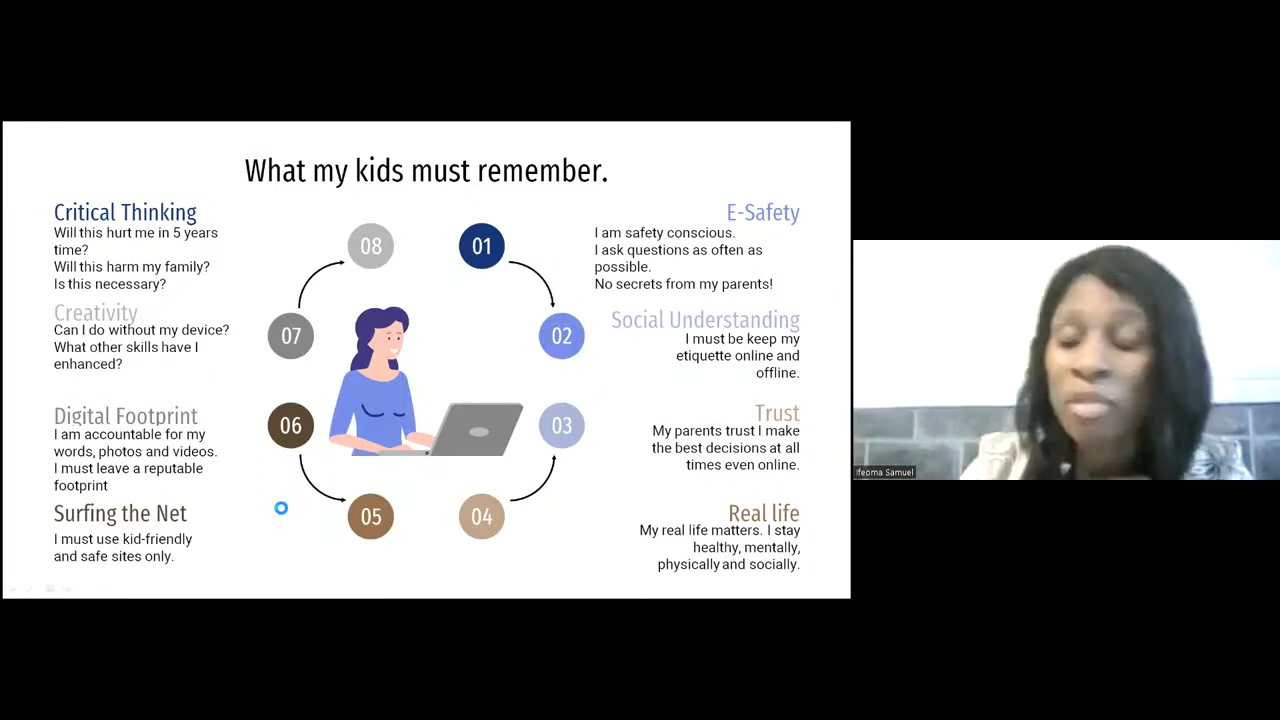 What my kids must remember.
Critical Thinking
Will this hurt me in 5 years
time?
Will this harm my family?
Is this necessary?
Creativity
Can I do without my device?
What other skills have I
enhanced?
Digital Footprint
I am accountable for my
words, photos and videos.
I must leave a reputable
footprint
Surfing the Net
I must use kid-friendly
and safe sites only.
08
01
07
02
06
03
05
04
E-Safety
I am safety conscious.
I ask questions as often as
possible.
No secrets from my parents!
Social Understanding
I must be keep my
etiquette online and
offline.
Trust
My parents trust I make
the best decisions at all
times even online.
Real life
My real life matters. I stay
healthy, mentally,
physically and socially.
Ifeoma Samuel